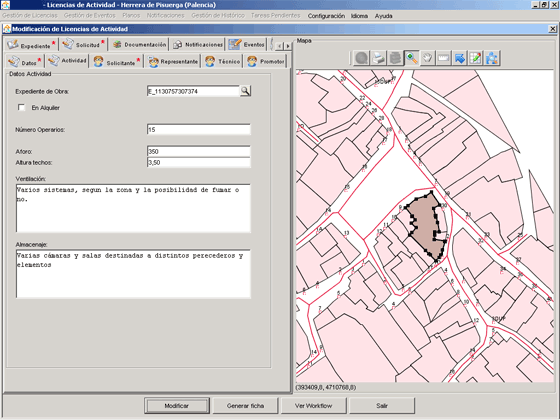 - Licencias de Actividad - Herrera de Pisuerga (Palencia)
Gestión de Licencias Gestión de Eventos Planos Notificaciones Gestión de Histórico Tareas Pendientes Configuración Idioma Ayuda
Modificación de Licencias de Actividad
Expediente * Solicitud * Documentación Notificaciones Eventos
Datos * Actividad Solicitante * Representante Técnico Promotor
Datos Actividad
Expediente de Obra: E_1130757307374
En Alquiler
Número Operarios: 15
Aforo: 350
Altura techos: 3,50
Ventilación:
Varios sistemas, segun la zona y la posibilidad de fumar o
no.
Almacenaje:
Varias cámaras y salas destinadas a distintos perecederos y
elementos
Mapa
(393409,8, 4710768,8)
Modificar Generar ficha Ver Workflow Salir